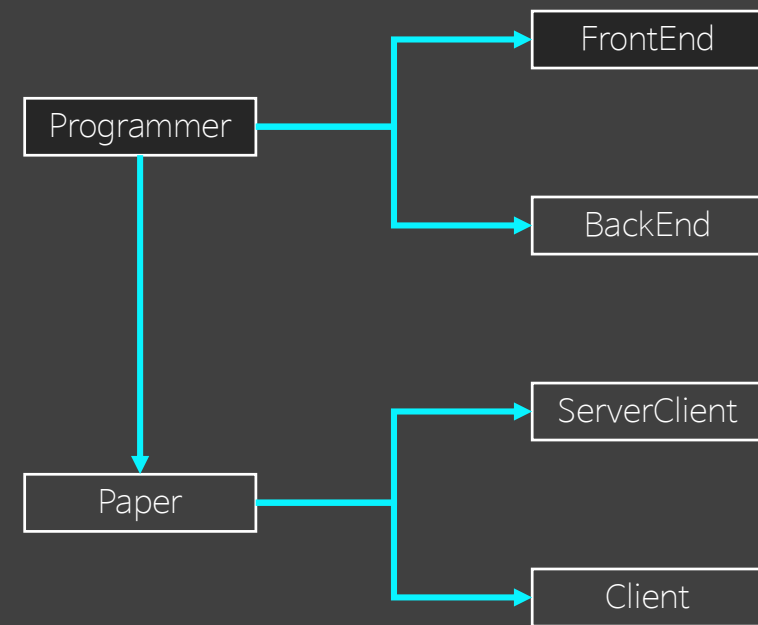 FrontEnd
Programmer
BackEnd
ServerClient
Paper
Client